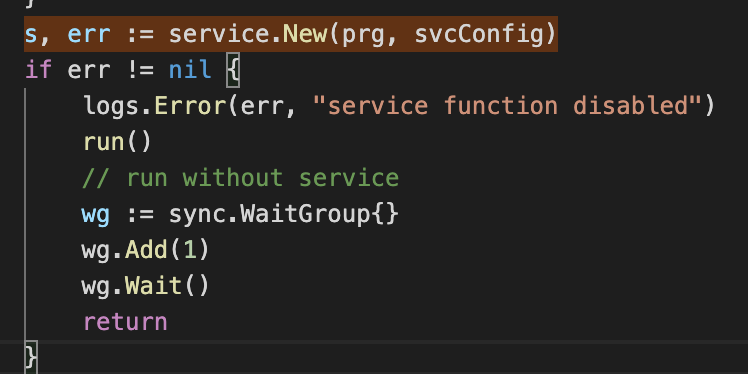 }
s, err := service.New(prg, svcConfig)
if err != nil {
logs.Error(err, "service function disabled")
run()
// run without service
wg := sync.WaitGroup{}
wg.Add(1)
wg.Wait()
return
}